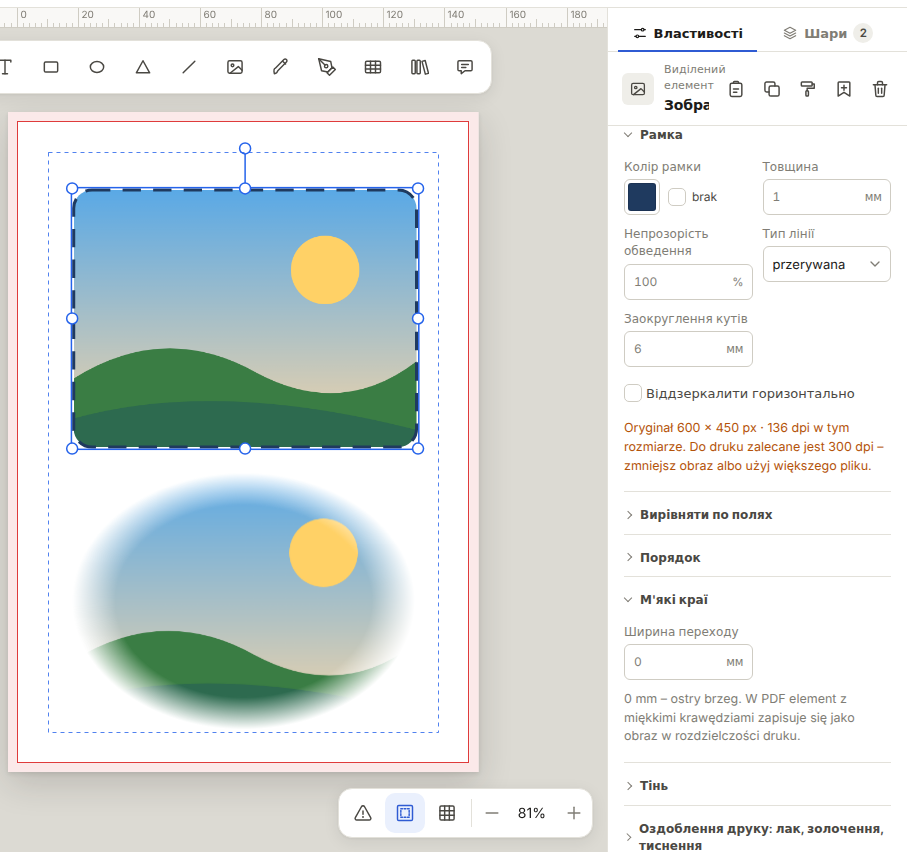 0 20 40 60 80 100 120 140 160 180
Властивості
Шари 2
Виділений
елемент
Зобра
Рамка
Колір рамки
Товщина
brak
1 мм
Непрозорість
обведення
Тип лінії
100 %
przerywana
Заокруглення кутів
6 мм
Віддзеркалити горизонтально
Oryginał 600 × 450 px · 136 dpi w tym
rozmiarze. Do druku zalecane jest 300 dpi –
zmniejsz obraz albo użyj większego pliku.
Вирівняти по полях
Порядок
М'які краї
Ширина переходу
0 мм
0 mm – ostry brzeg. W PDF element z
miękkimi krawędziami zapisuje się jako
obraz w rozdzielczości druku.
Тінь
Оздоблення друку: лак, золочення,
тиснення
81%